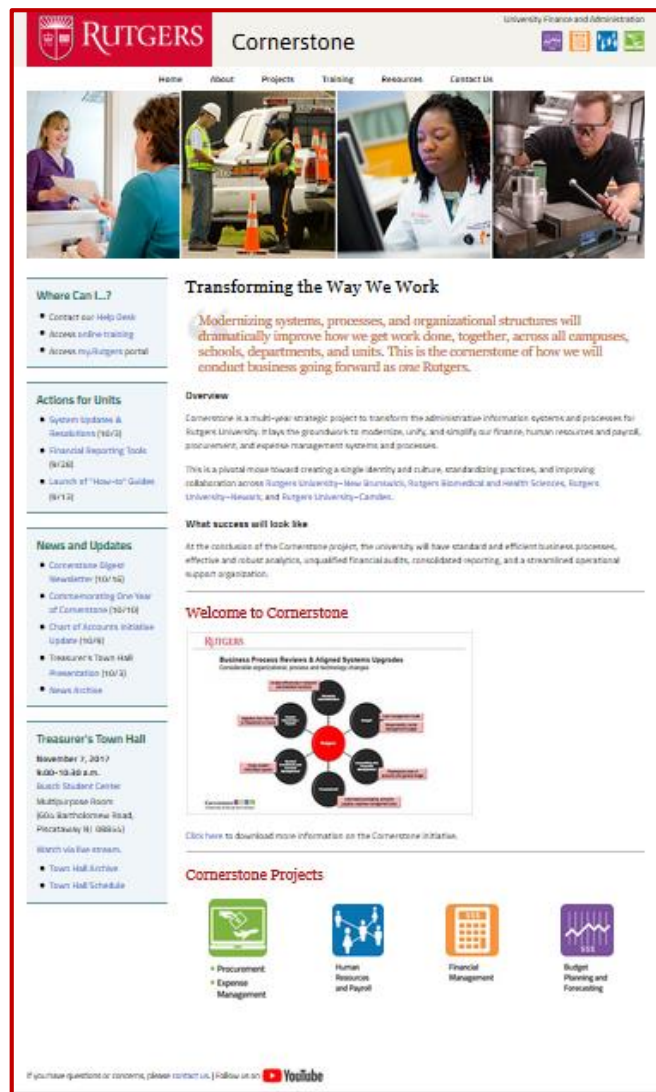 University Finance and Administration
RUTGERS
Cornerstone
Home About Projects Training Resources Contact Us
Where Can I...?
Contact our Help Desk
Access online training
Access my.Rutgers portal
Actions for Units
System Updates &
Resolutions (10/3)
Financial Reporting Tools
(9/26)
Launch of "How-to" Guides
(9/13)
News and Updates
Cornerstone Digest
Newsletter (10/16)
Commemorating One Year
of Cornerstone (10/10)
Chart of Accounts Initiative
Update (10/9)
Treasurer's Town Hall
Presentation (10/3)
News Archive
Treasurer's Town Hall
November 7, 2017
9:00-10:30 a.m.
Busch Student Center
Multipurpose Room
(604 Bartholomew Road,
Piscataway NJ 08854)
Watch via live stream.
Town Hall Archive
Town Hall Schedule
Transforming the Way We Work
Modernizing systems, processes, and organizational structures will
dramatically improve how we get work done, together, across all campuses,
schools, departments, and units. This is the cornerstone of how we will
conduct business going forward as one Rutgers.
Overview
Cornerstone is a multi-year strategic project to transform the administrative information systems and processes for
Rutgers University. It lays the groundwork to modernize, unify, and simplify our finance, human resources and payroll,
procurement, and expense management systems and processes.
This is a pivotal move toward creating a single identity and culture, standardizing practices, and improving
collaboration across Rutgers University–New Brunswick, Rutgers Biomedical and Health Sciences, Rutgers
University–Newark, and Rutgers University–Camden.
What success will look like
At the conclusion of the Cornerstone project, the university will have standard and efficient business processes,
effective and robust analytics, unqualified financial audits, consolidated reporting, and a streamlined operational
support organization.
Welcome to Cornerstone
RUTGERS
Business Process Reviews & Aligned Systems Upgrades
Considerable organizational, process and technology changes
Rutgers
Budget
Procurement
Cornerstone
Click here to download more information on the Cornerstone initiative.
Cornerstone Projects
Procurement
Expense
Management
Human
Resources
and Payroll
Financial
Management
Budget
Planning and
Forecasting
If you have questions or concerns, please contact us. | Follow us on YouTube